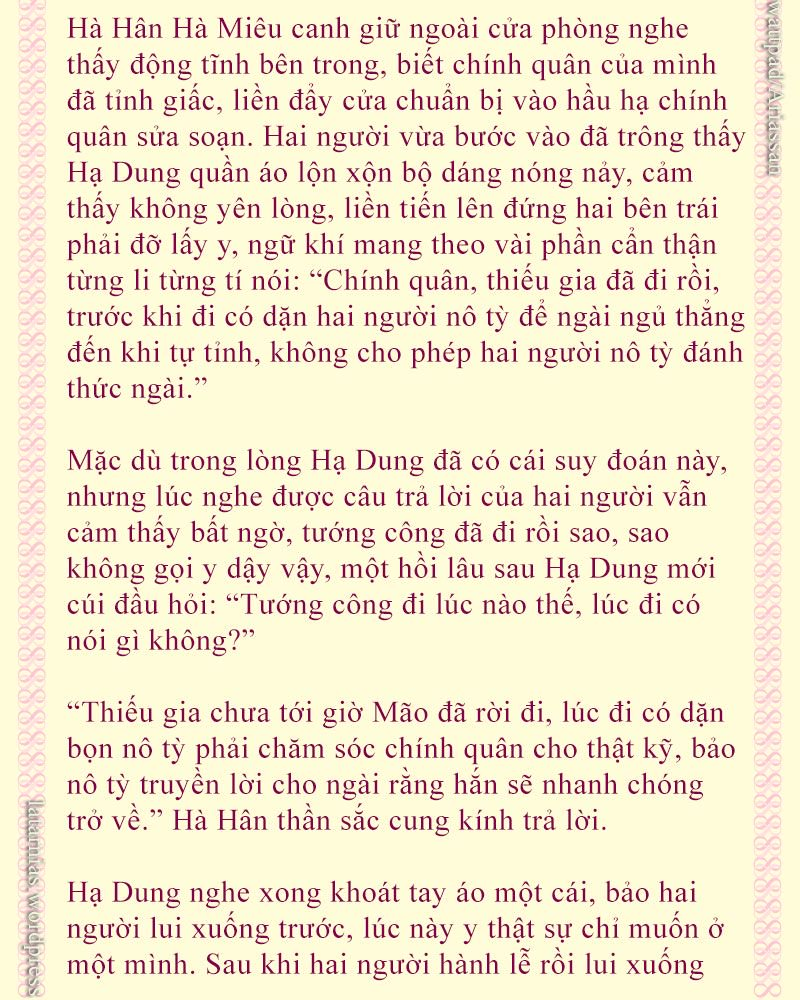 Hà Hân Hà Miêu canh giữ ngoài cửa phòng nghe
thấy động tĩnh bên trong, biết chính quân của mình
đã tỉnh giấc, liền đẩy cửa chuẩn bị vào hầu hạ chính
quân sửa soạn. Hai người vừa bước vào đã trông thấy
Hạ Dung quần áo lộn xộn bộ dáng nóng nảy, cảm
thấy không yên lòng, liền tiến lên đứng hai bên trái
phải đỡ lấy y, ngữ khí mang theo vài phần cẩn thận
từng li từng tí nói: “Chính quân, thiếu gia đã đi rồi,
trước khi đi có dặn hai người nô tỳ để ngài ngủ thẳng
đến khi tự tỉnh, không cho phép hai người nô tỳ đánh
thức ngài.”
Mặc dù trong lòng Hạ Dung đã có cái suy đoán này,
nhưng lúc nghe được câu trả lời của hai người vẫn
cảm thấy bất ngờ, tướng công đã đi rồi sao, sao
không gọi y dậy vậy, một hồi lâu sau Hạ Dung mới
cúi đầu hỏi: “Tướng công đi lúc nào thế, lúc đi có
nói gì không?”
“Thiếu gia chưa tới giờ Mão đã rời đi, lúc đi có dặn
bọn nô tỳ phải chăm sóc chính quân cho thật kỹ, bảo
nô tỳ truyền lời cho ngài rằng hắn sẽ nhanh chóng
trở về.” Hà Hân thần sắc cung kính trả lời.
Hạ Dung nghe xong khoát tay áo một cái, bảo hai
người lui xuống trước, lúc này y thật sự chỉ muốn ở
một mình. Sau khi hai người hành lễ rồi lui xuống
wattpad/Ariassan